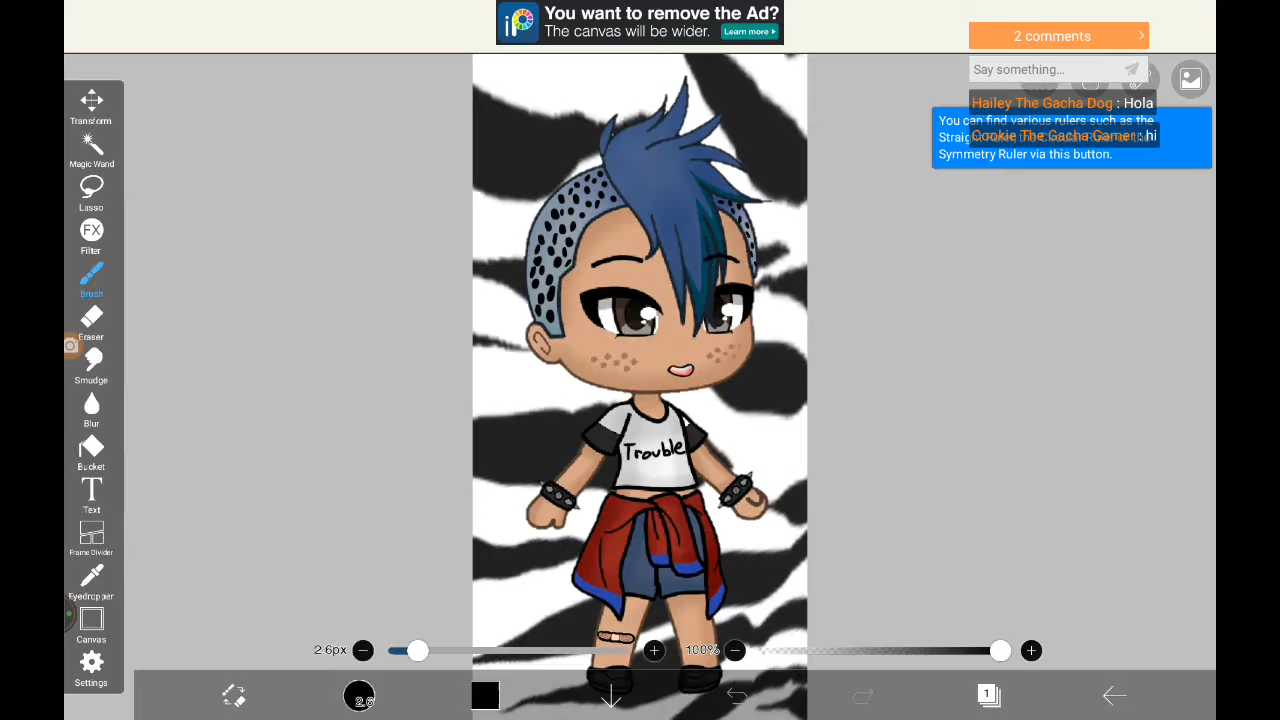 You want to remove the Ad?
The canvas will be wider.
Learn more
2 comments
Say something...
Hailey The Gacha Dog : Hola
You can find various rulers such as the
Cookie The Gacha Gamer : hi
Symmetry Ruler via this button.
Transform
Magic Wand
Lasso
FX
Filter
Brush
Eraser
Smudge
Blur
Bucket
T
Text
Frame Divider
Eyedropper
Canvas
Settings
Trouble
2.6px
100%
2.6
1